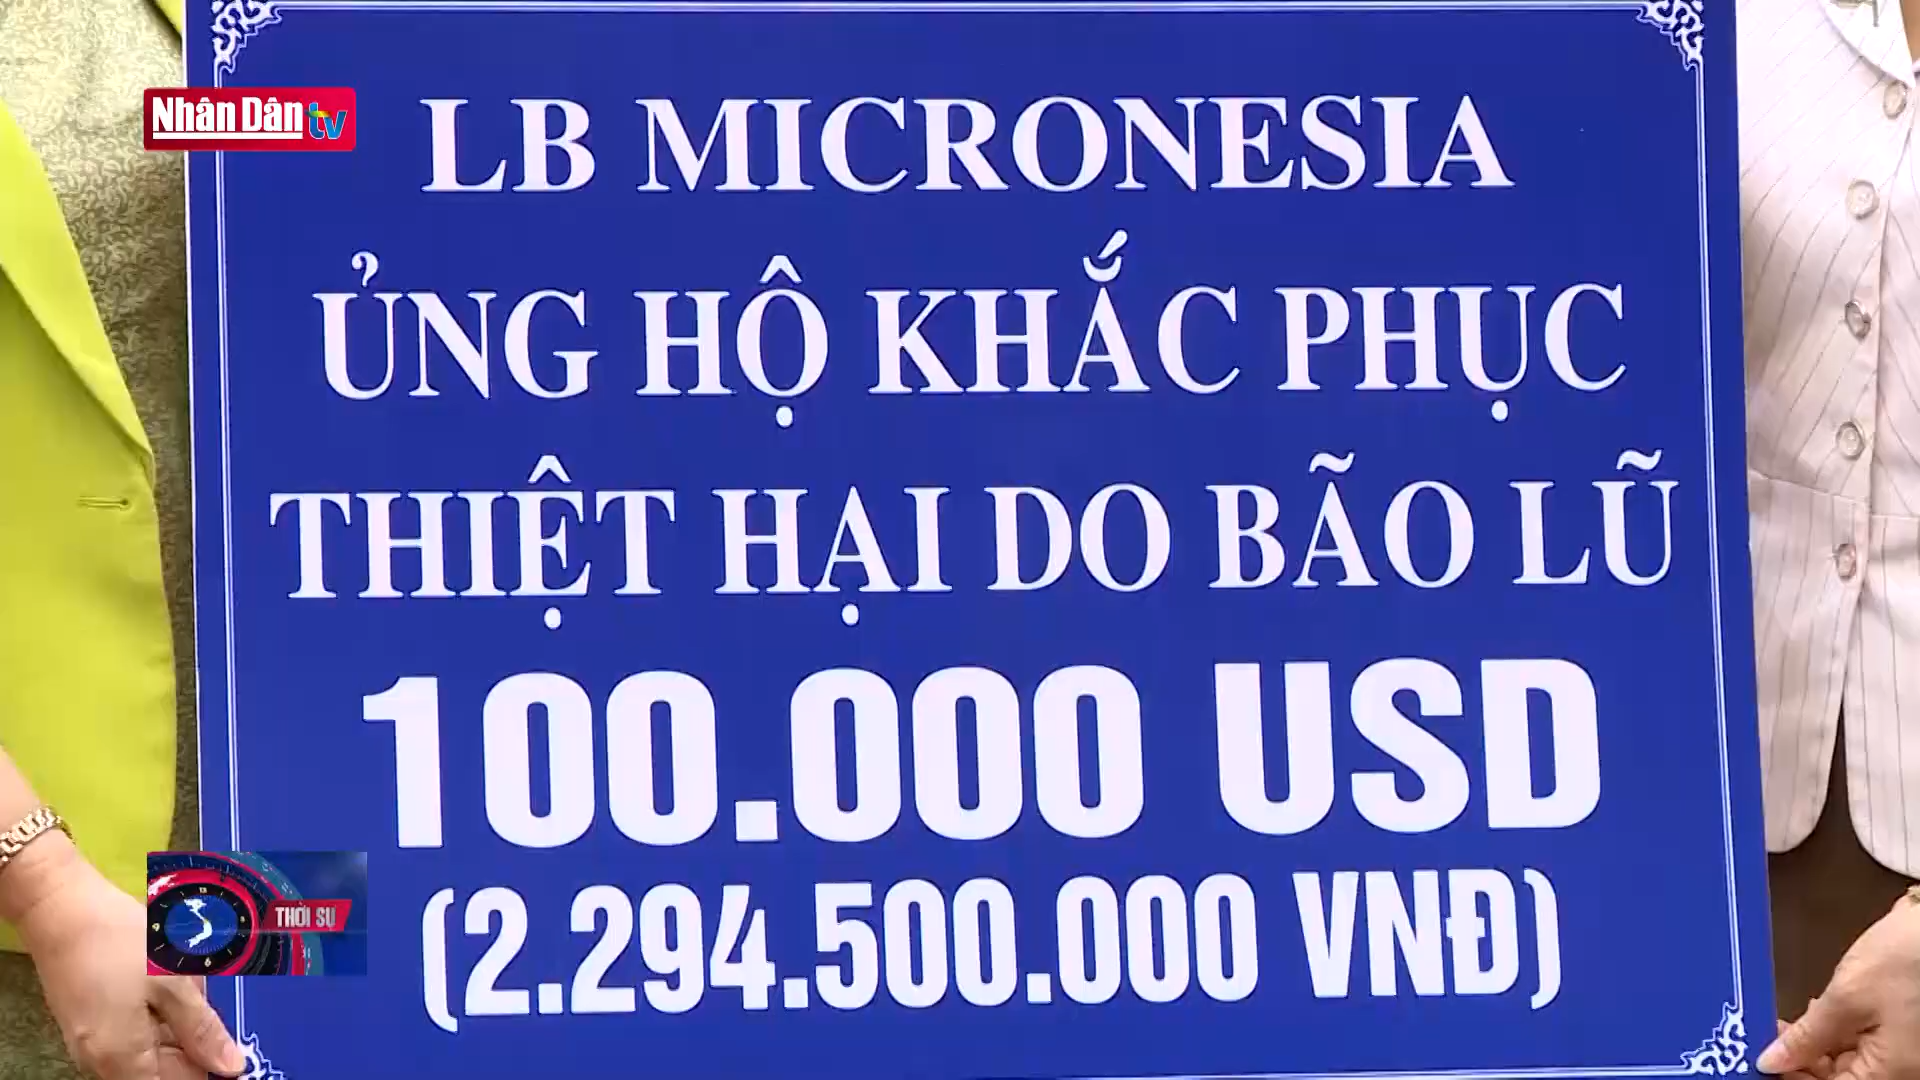 Nhân Dân tv
LB MICRONESIA
ỦNG HỘ KHẮC PHỤC
THIỆT HẠI DO BÃO LŨ
100.000 USD
(2.294.500.000 VNĐ)
THỜI SỰ